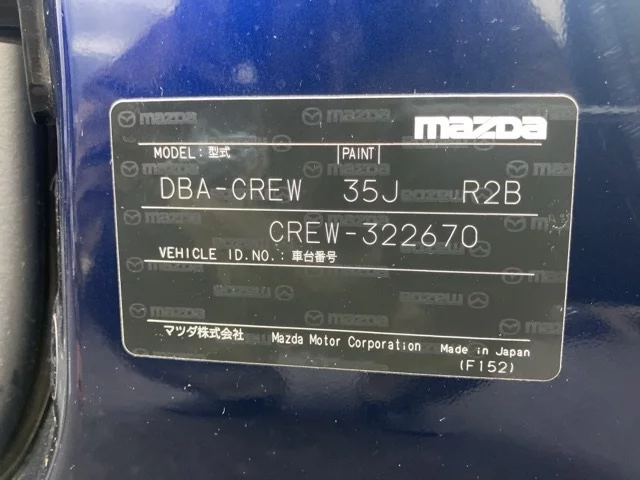 mazda
MODEL: 型式 PAINT
DBA-CREW 35J R2B
CREW-322670
VEHICLE ID.NO.: 車台番号
マツダ株式会社 Mazda Motor Corporation Made in Japan
(F152)